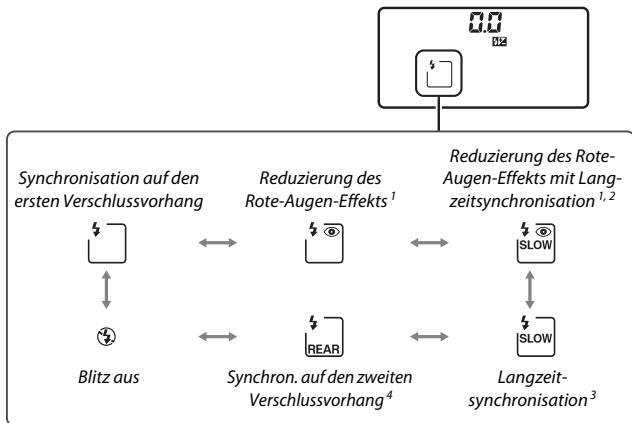 0.0
Synchronisation auf den
ersten Verschlussvorhang
Reduzierung des
Rote-Augen-Effekts 1
Reduzierung des Rote-
Augen-Effekts mit Lang-
zeitsynchronisation 1, 2
SLOW
REAR
SLOW
Blitz aus
Synchron. auf den zweiten
Verschlussvorhang 4
Langzeit-
synchronisation 3